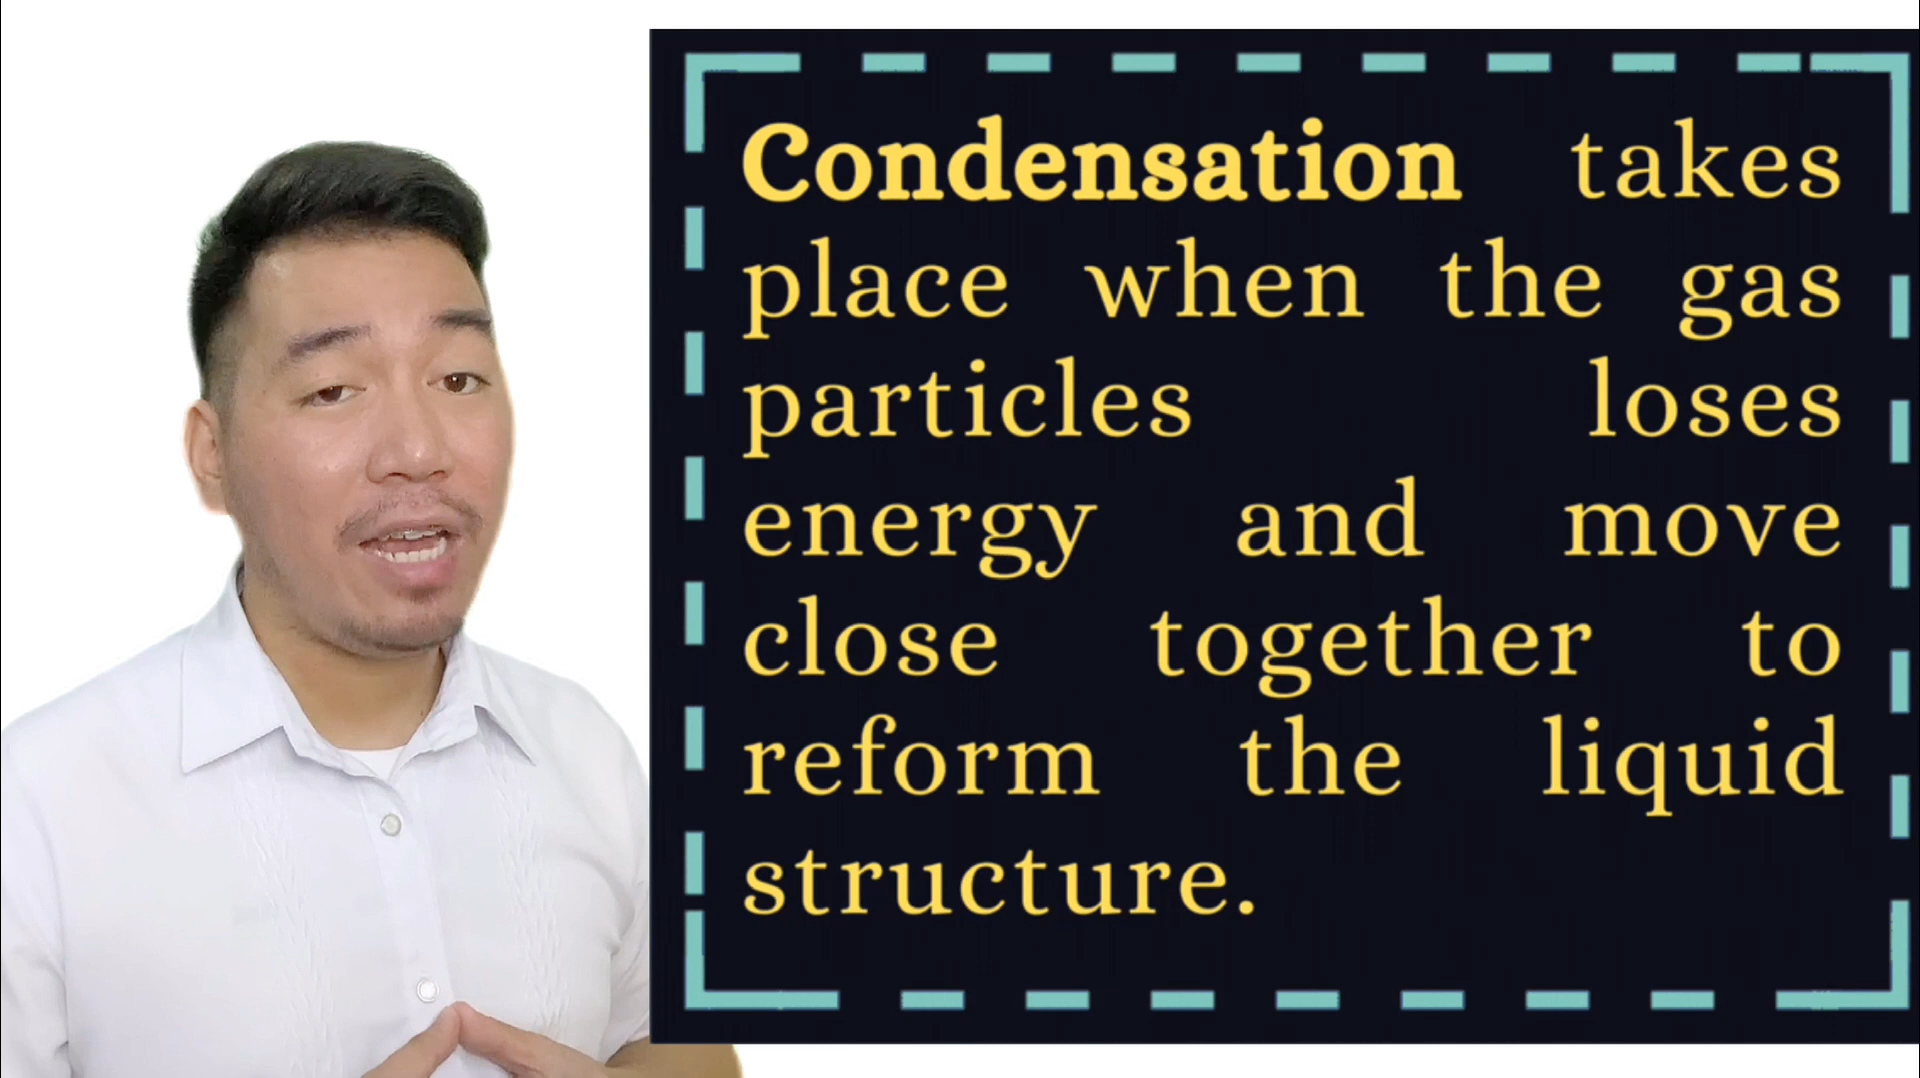 Condensation takes
place when the gas
particles loses
energy and move
close together to
reform the liquid
structure.